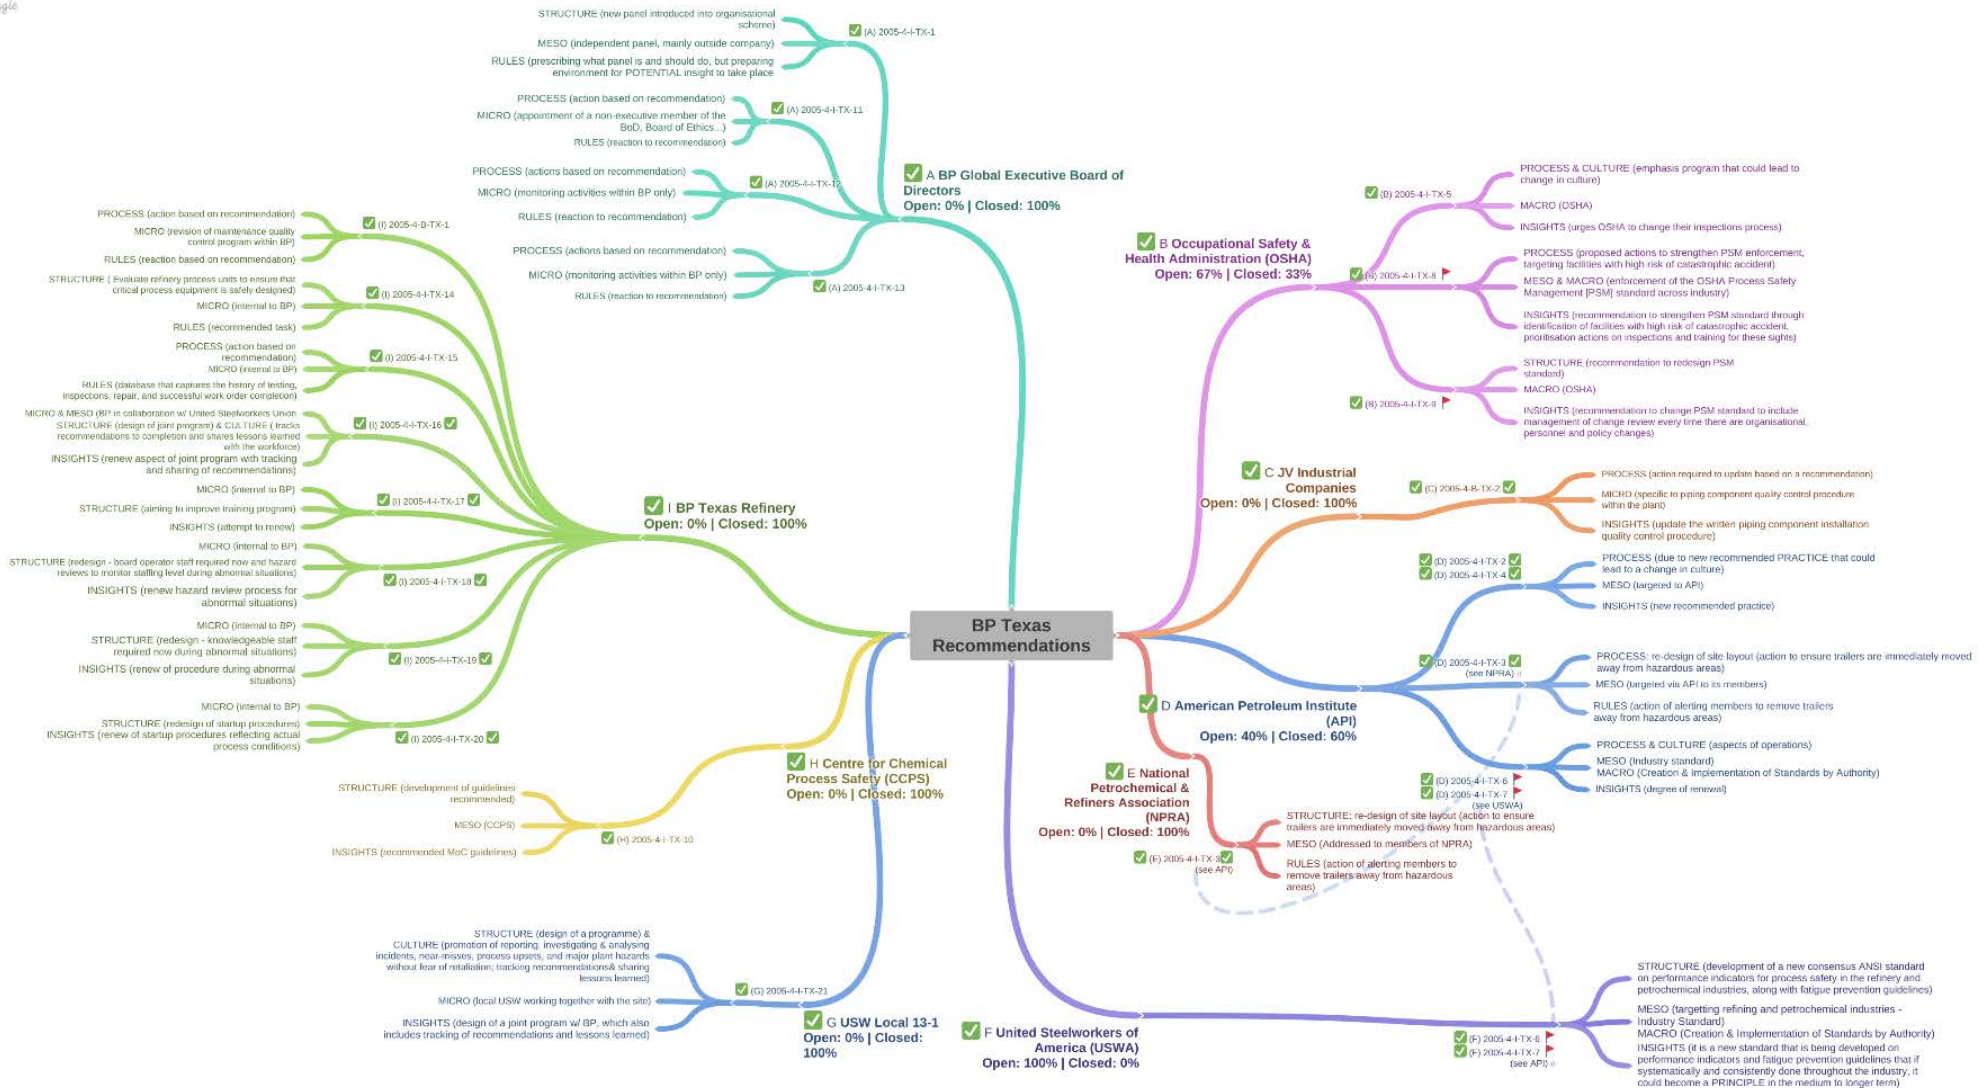 STRUCTURE (new panel introduced into organisational
scheme)
MESO (independent panel, mainly outside company)
RULES (prescribing what panel is and should do, but preparing
environment for POTENTIAL insight to take place
(A) 2005-4-I-TX-1
PROCESS (action based on recommendation)
MICRO (appointment of a non-executive member of the
BoD, Board of Ethics...)
RULES (reaction to recommendation)
(A) 2005-4-I-TX-11
PROCESS (actions based on recommendation)
MICRO (monitoring activities within BP only)
RULES (reaction to recommendation)
(A) 2005-4-I-TX-12
PROCESS (actions based on recommendation)
MICRO (monitoring activities within BP only)
RULES (reaction to recommendation)
(A) 2005-4-I-TX-13
A BP Global Executive Board of
Directors
Open: 0% | Closed: 100%
B Occupational Safety &
Health Administration (OSHA)
Open: 67% | Closed: 33%
(B) 2005-4-I-TX-5
PROCESS & CULTURE (emphasis program that could lead to
change in culture)
MACRO (OSHA)
INSIGHTS (urges OSHA to change their inspections process)
(B) 2005-4-I-TX-8
PROCESS (proposed actions to strengthen PSM enforcement,
targeting facilities with high risk of catastrophic accident)
MESO & MACRO (enforcement of the OSHA Process Safety
Management [PSM] standard across industry)
INSIGHTS (recommendation to strengthen PSM standard through
identification of facilities with high risk of catastrophic accident,
prioritisation actions on inspections and training for these sights)
(B) 2005-4-I-TX-9
STRUCTURE (recommendation to redesign PSM
standard)
MACRO (OSHA)
INSIGHTS (recommendation to change PSM standard to include
management of change review every time there are organisational,
personnel and policy changes)
C JV Industrial
Companies
Open: 0% | Closed: 100%
(C) 2005-4-B-TX-2
PROCESS (action required to update based on a recommendation)
MICRO (specific to piping component quality control procedure
within the plant)
INSIGHTS (update the written piping component installation
quality control procedure)
(D) 2005-4-I-TX-2
(D) 2005-4-I-TX-4
PROCESS (due to new recommended PRACTICE that could
lead to a change in culture)
MESO (targeted to API)
INSIGHTS (new recommended practice)
(D) 2005-4-I-TX-3
(see NPRA)
PROCESS: re-design of site layout (action to ensure trailers are immediately moved
away from hazardous areas)
MESO (targeted via API to its members)
RULES (action of alerting members to remove trailers
away from hazardous areas)
D American Petroleum Institute
(API)
Open: 40% | Closed: 60%
(D) 2005-4-I-TX-6
(D) 2005-4-I-TX-7
(see USWA)
PROCESS & CULTURE (aspects of operations)
MESO (Industry standard)
MACRO (Creation & Implementation of Standards by Authority)
INSIGHTS (degree of renewal)
E National
Petrochemical &
Refiners Association
(NPRA)
Open: 0% | Closed: 100%
(E) 2005-4-I-TX-3
(see API)
STRUCTURE: re-design of site layout (action to ensure
trailers are immediately moved away from hazardous areas)
MESO (Addressed to members of NPRA)
RULES (action of alerting members to
remove trailers away from hazardous
areas)
BP Texas
Recommendations
I BP Texas Refinery
Open: 0% | Closed: 100%
PROCESS (action based on recommendation)
MICRO (revision of maintenance quality
control program within BP)
RULES (reaction based on recommendation)
(I) 2005-4-B-TX-1
STRUCTURE ( Evaluate refinery process units to ensure that
critical process equipment is safely designed)
MICRO (internal to BP)
RULES (recommended task)
(I) 2005-4-I-TX-14
PROCESS (action based on
recommendation)
MICRO (internal to BP)
RULES (database that captures the history of testing,
inspections, repair, and successful work order completion)
(I) 2005-4-I-TX-15
MICRO & MESO (BP in collaboration w/ United Steelworkers Union
STRUCTURE (design of joint program) & CULTURE ( tracks
recommendations to completion and shares lessons learned
with the workforce)
INSIGHTS (renew aspect of joint program with tracking
and sharing of recommendations)
(I) 2005-4-I-TX-16
MICRO (internal to BP)
STRUCTURE (aiming to improve training program)
INSIGHTS (attempt to renew)
(I) 2005-4-I-TX-17
MICRO (internal to BP)
STRUCTURE (redesign - board operator staff required now and hazard
reviews to monitor staffing level during abnormal situations)
INSIGHTS (renew hazard review process for
abnormal situations)
(I) 2005-4-I-TX-18
MICRO (internal to BP)
STRUCTURE (redesign - knowledgeable staff
required now during abnormal situations)
INSIGHTS (renew of procedure during abnormal
situations)
(I) 2005-4-I-TX-19
MICRO (internal to BP)
STRUCTURE (redesign of startup procedures)
INSIGHTS (renew of startup procedures reflecting actual
process conditions)
(I) 2005-4-I-TX-20
H Centre for Chemical
Process Safety (CCPS)
Open: 0% | Closed: 100%
STRUCTURE (development of guidelines
recommended)
MESO (CCPS)
INSIGHTS (recommended MoC guidelines)
(H) 2005-4-I-TX-10
STRUCTURE (design of a programme) &
CULTURE (promotion of reporting, investigating & analysing
incidents, near-misses, process upsets, and major plant hazards
without fear of retaliation; tracking recommendations& sharing
lessons learned)
MICRO (local USW working together with the site)
INSIGHTS (design of a joint program w/ BP, which also
includes tracking of recommendations and lessons learned)
(G) 2005-4-I-TX-21
G USW Local 13-1
Open: 0% | Closed:
100%
F United Steelworkers of
America (USWA)
Open: 100% | Closed: 0%
(F) 2005-4-I-TX-6
(F) 2005-4-I-TX-7
(see API)
STRUCTURE (development of a new consensus ANSI standard
on performance indicators for process safety in the refinery and
petrochemical industries, along with fatigue prevention guidelines)
MESO (targetting refining and petrochemical industries -
Industry Standard)
MACRO (Creation & Implementation of Standards by Authority)
INSIGHTS (it is a new standard that is being developed on
performance indicators and fatigue prevention guidelines that if
systematically and consistently done throughout the industry, it
could become a PRINCIPLE in the medium to longer term)